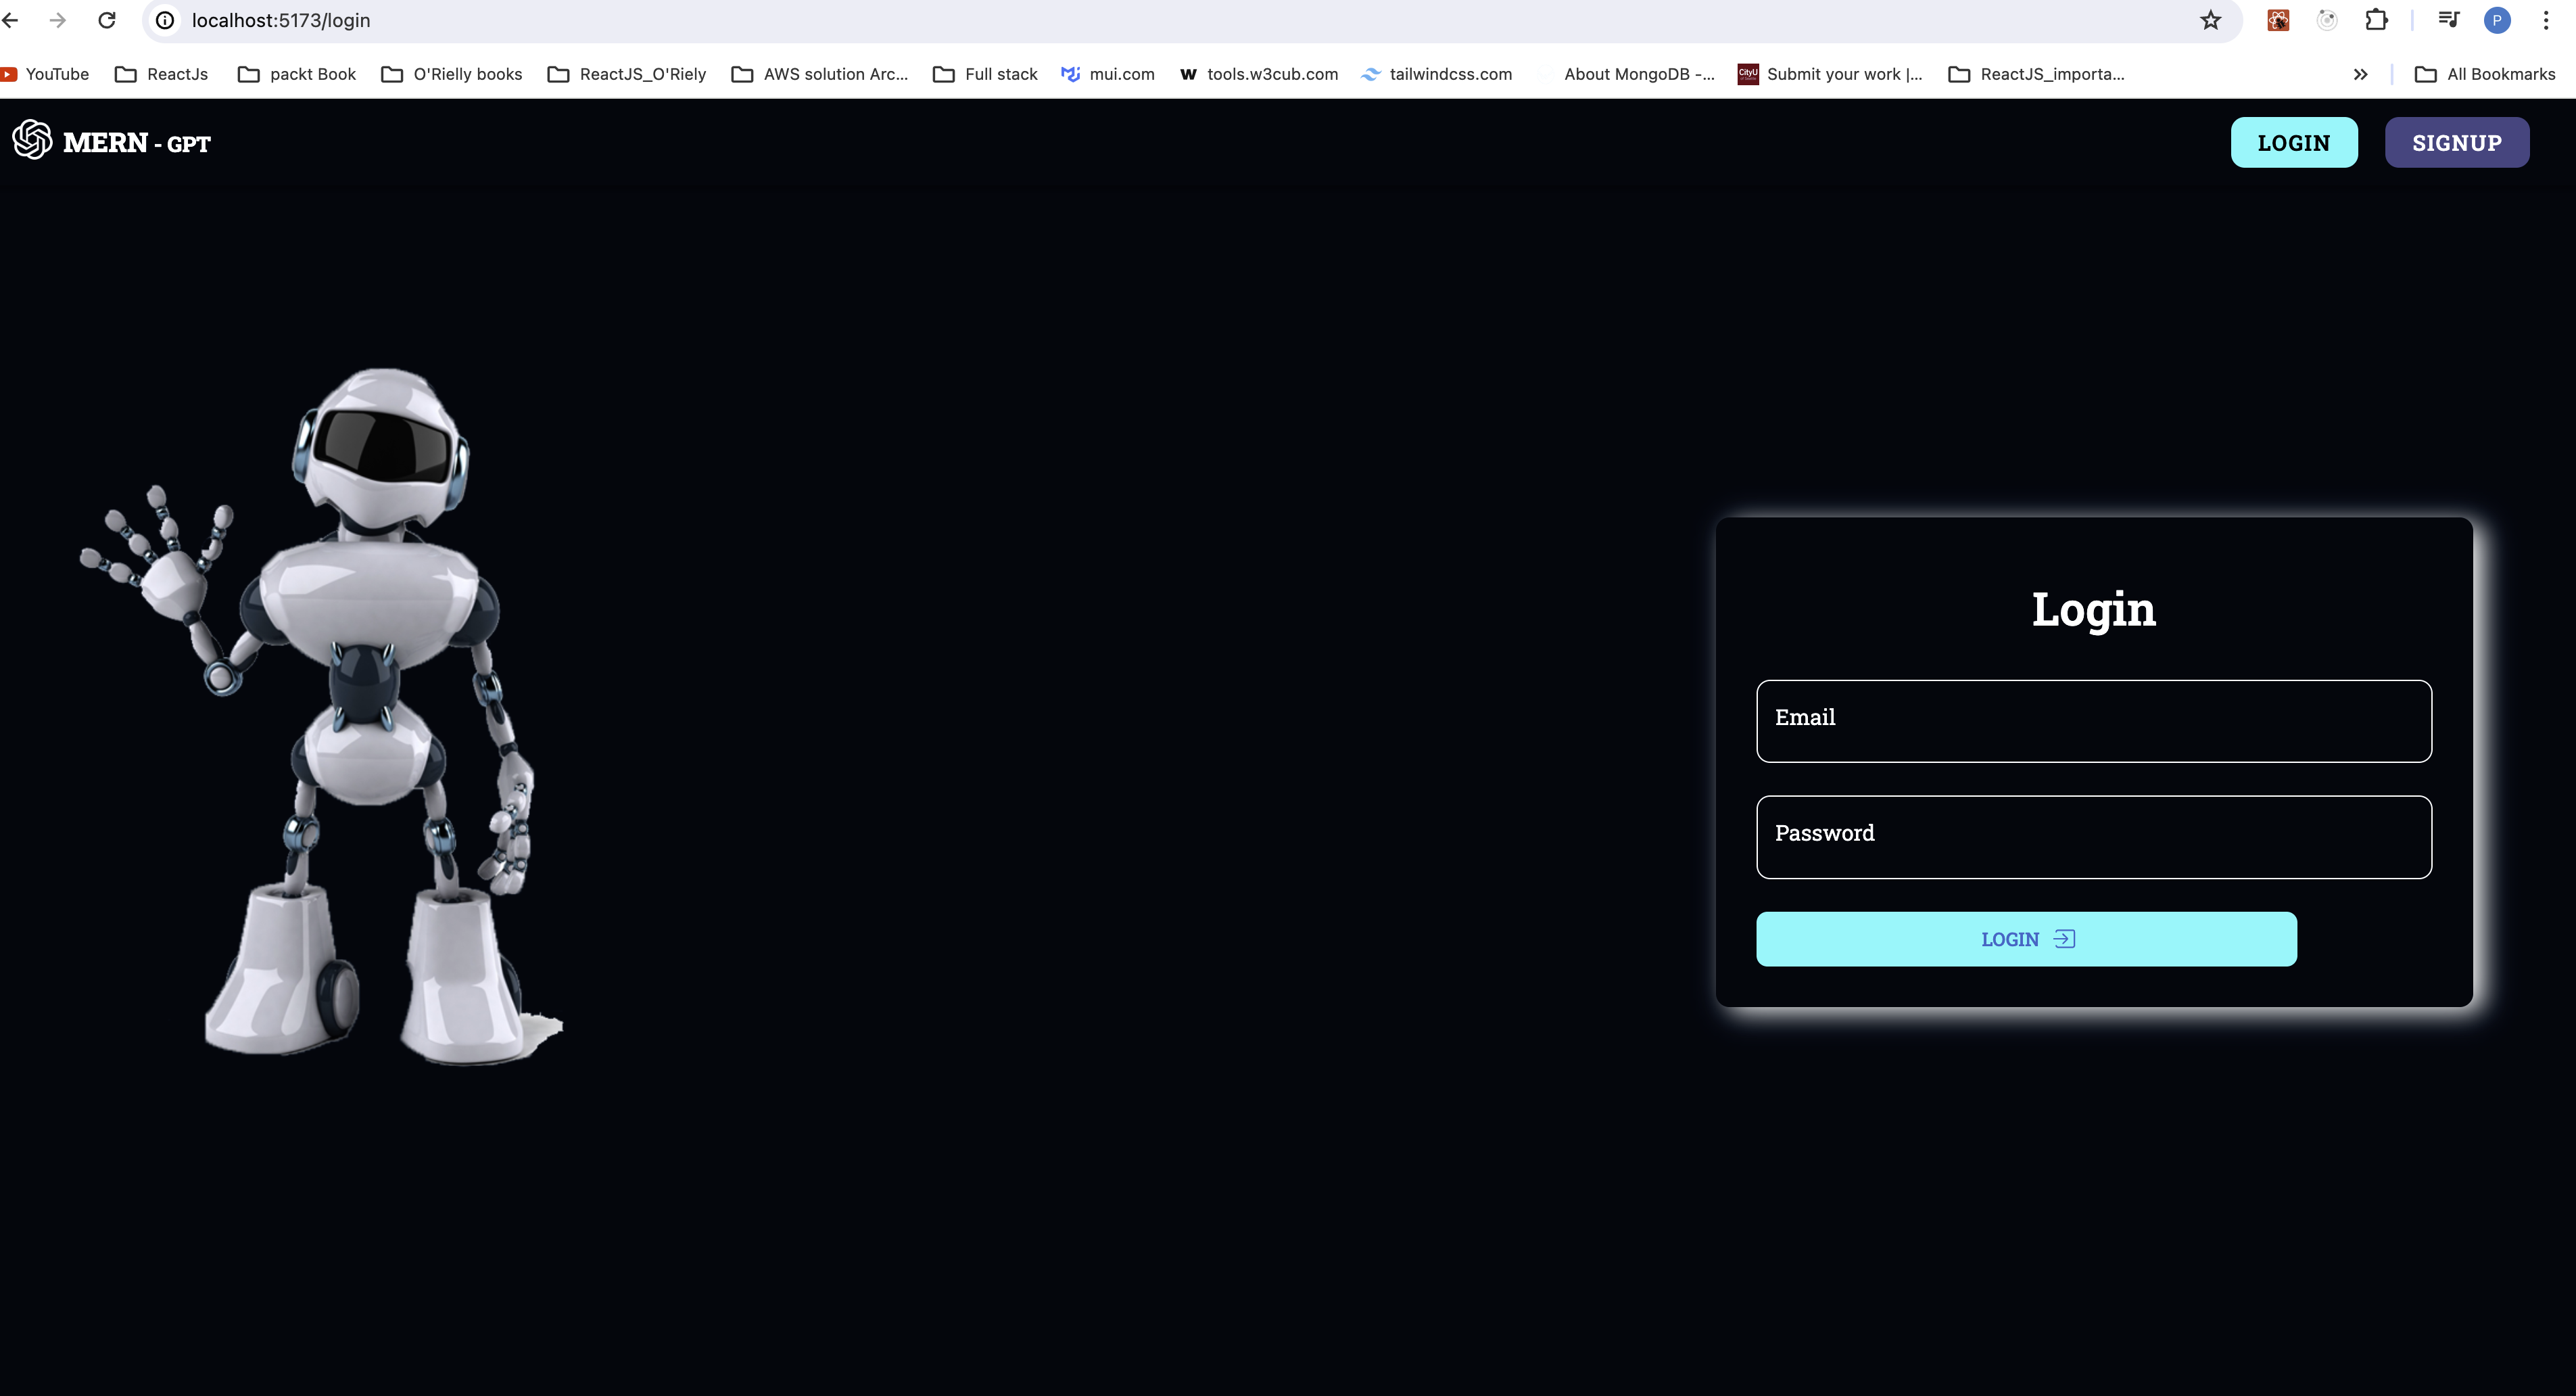 localhost:5173/login
P
YouTube ReactJs packt Book O'Rielly books ReactJS_O'Riely AWS solution Arc... Full stack mui.com W tools.w3cub.com tailwindcss.com About MongoDB -... CityU Submit your work |... ReactJS_importa... All Bookmarks
MERN - GPT LOGIN SIGNUP
Login
Email
Password
LOGIN